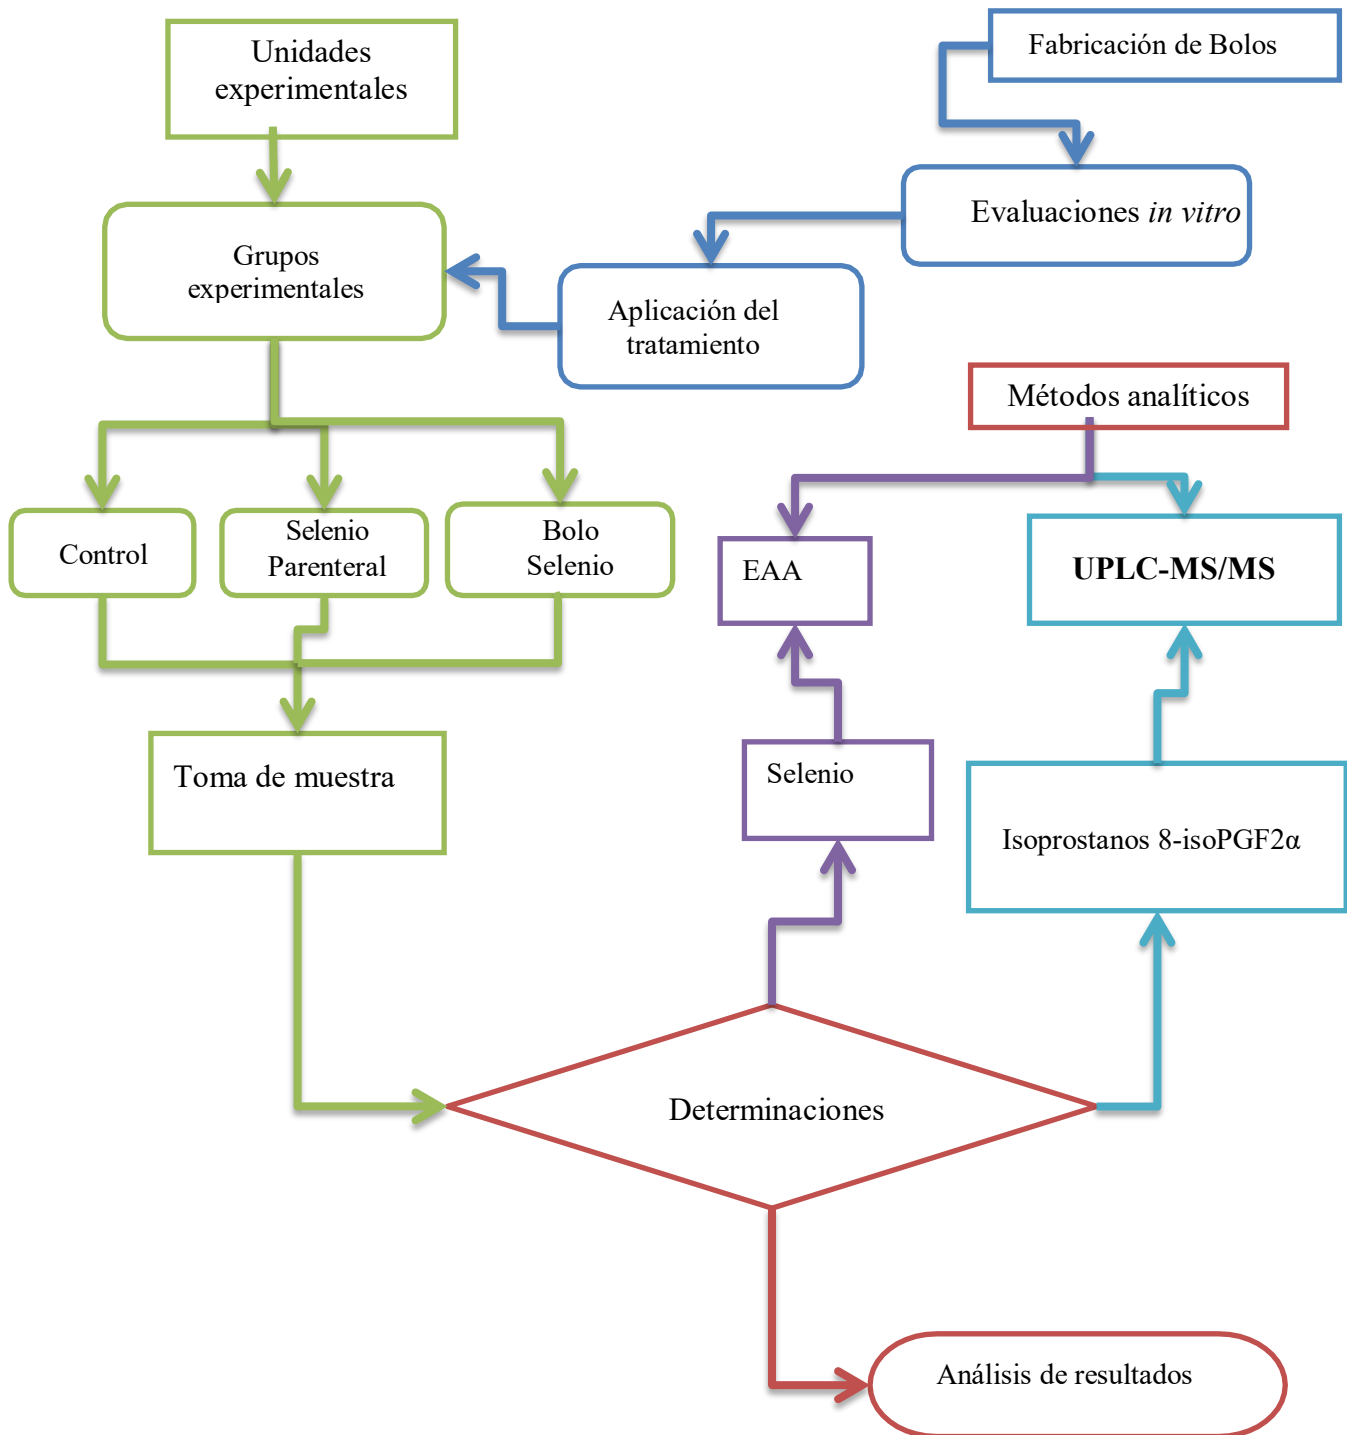 Unidades
experimentales
Fabricación de Bolos
Evaluaciones in vitro
Grupos
experimentales
Aplicación del
tratamiento
Métodos analíticos
Control
Selenio
Parenteral
Bolo
Selenio
EAA
UPLC-MS/MS
Toma de muestra
Selenio
Isoprostanos 8-isoPGF2α
Determinaciones
Análisis de resultados